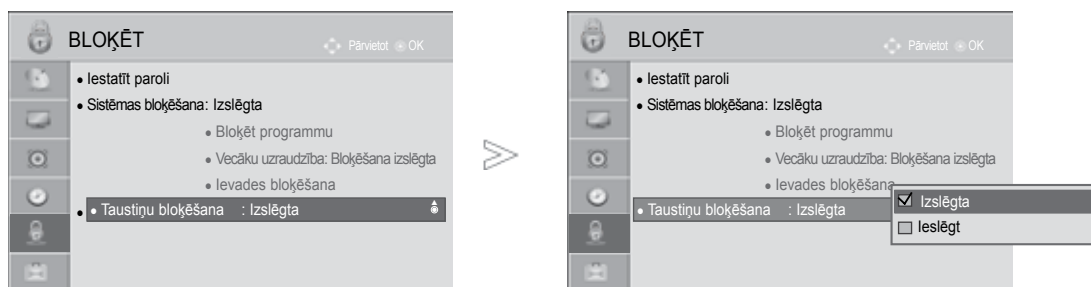 BLOĶĒT
Pārvietot OK
• Iestatīt paroli
• Sistēmas bloķēšana: Izslēgta
• Bloķēt programmu
• Vecāku uzraudzība: Bloķēšana izslēgta
• Ievades bloķēšana
• • Taustiņu bloķēšana : Izslēgta
BLOĶĒT
Pārvietot OK
• Iestatīt paroli
• Sistēmas bloķēšana: Izslēgta
• Bloķēt programmu
• Vecāku uzraudzība: Bloķēšana izslēgta
• Ievades bloķēšana
• Taustiņu bloķēšana : Izslēgta
Izslēgta
Ieslēgt